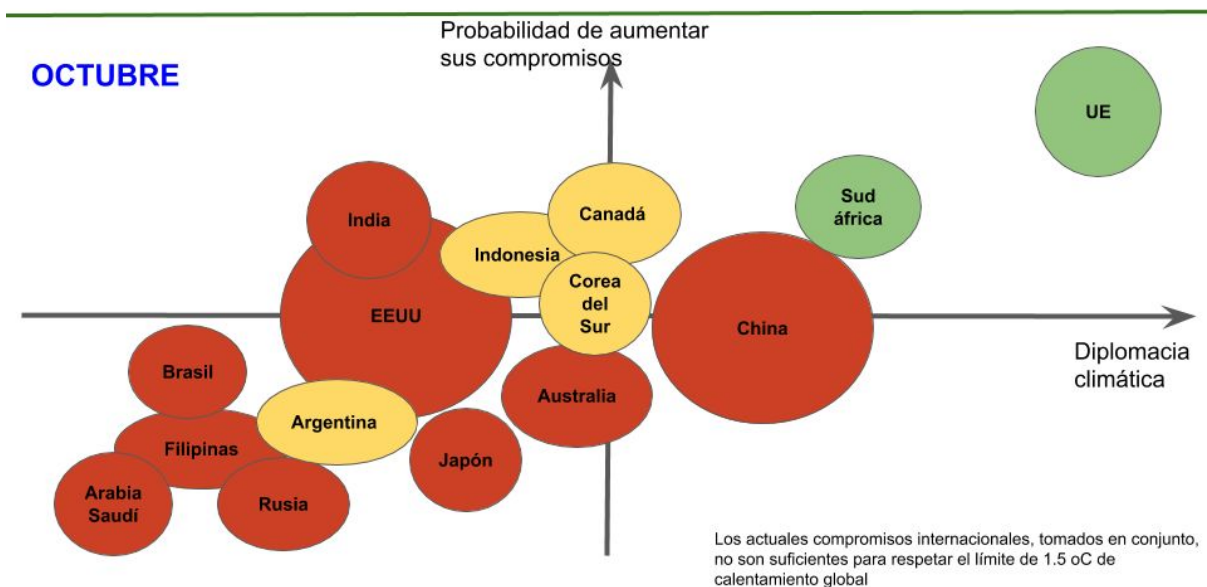 Probabilidad de aumentar
sus compromisos
OCTUBRE
UE
Sud
áfrica
India
Canadá
Indonesia
Corea
del
Sur
EEUU
China
Diplomacia
climática
Brasil
Australia
Argentina
Filipinas
Japón
Arabia
Saudí
Rusia
Los actuales compromisos internacionales, tomados en conjunto,
no son suficientes para respetar el límite de 1.5 oC de
calentamiento global